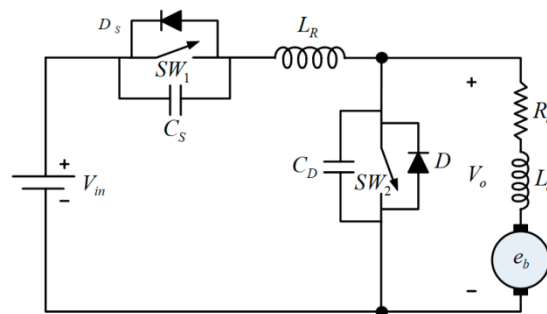 D_S
L_R
SW_1
C_S
+
V_in
-
C_D
SW_2
D
+
V_o
-
e_b